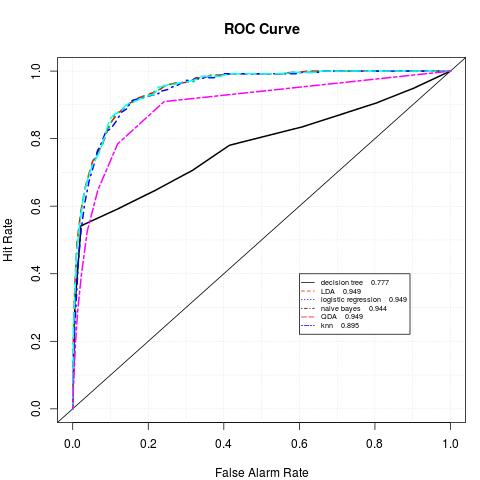 ROC Curve
1.0
0.8
0.6
0.4
0.2
0.0
Hit Rate
decision tree 0.777
LDA 0.949
logistic regression 0.949
naive bayes 0.944
QDA 0.949
knn 0.895
0.0 0.2 0.4 0.6 0.8 1.0
False Alarm Rate